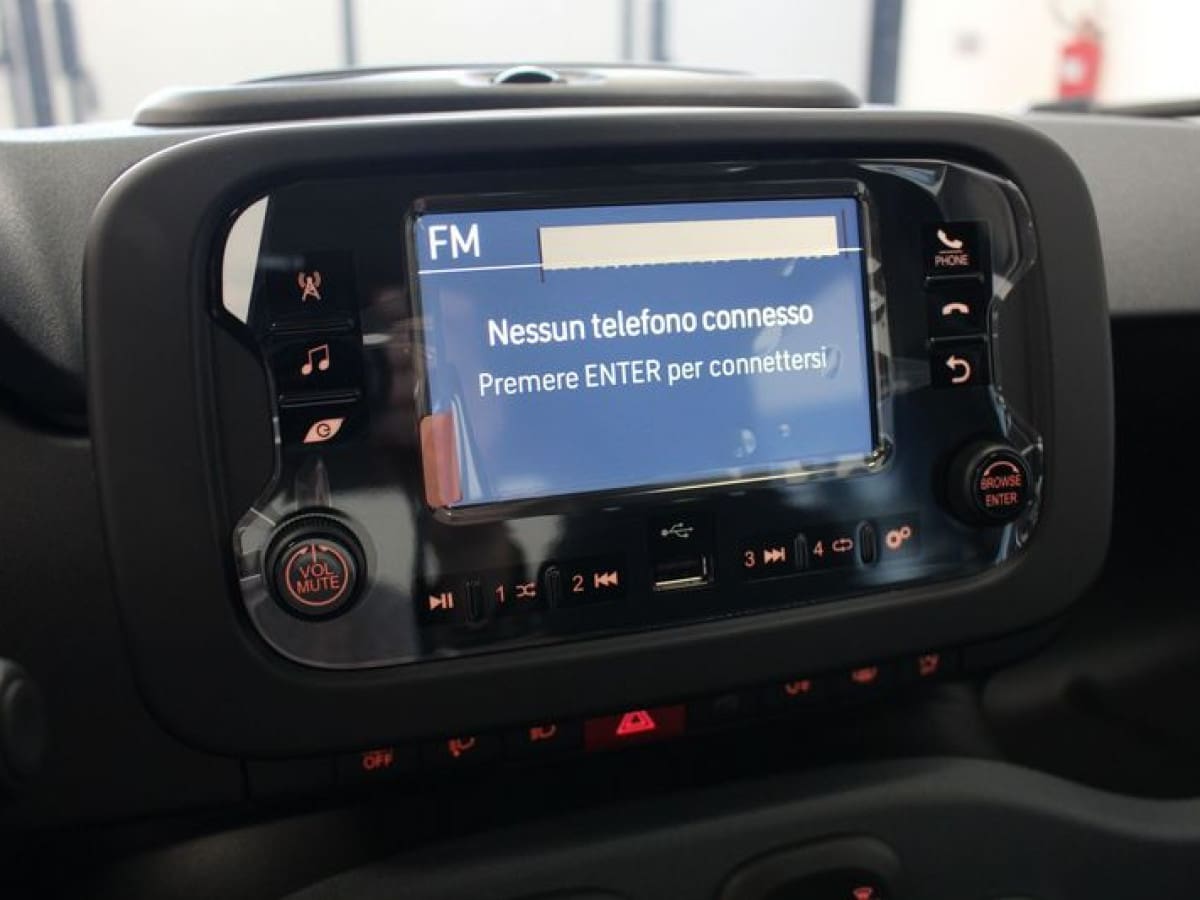 FM
Nessun telefono connesso
Premere ENTER per connettersi
PHONE
BROWSE
ENTER
VOL
MUTE
1
2
3
4
OFF